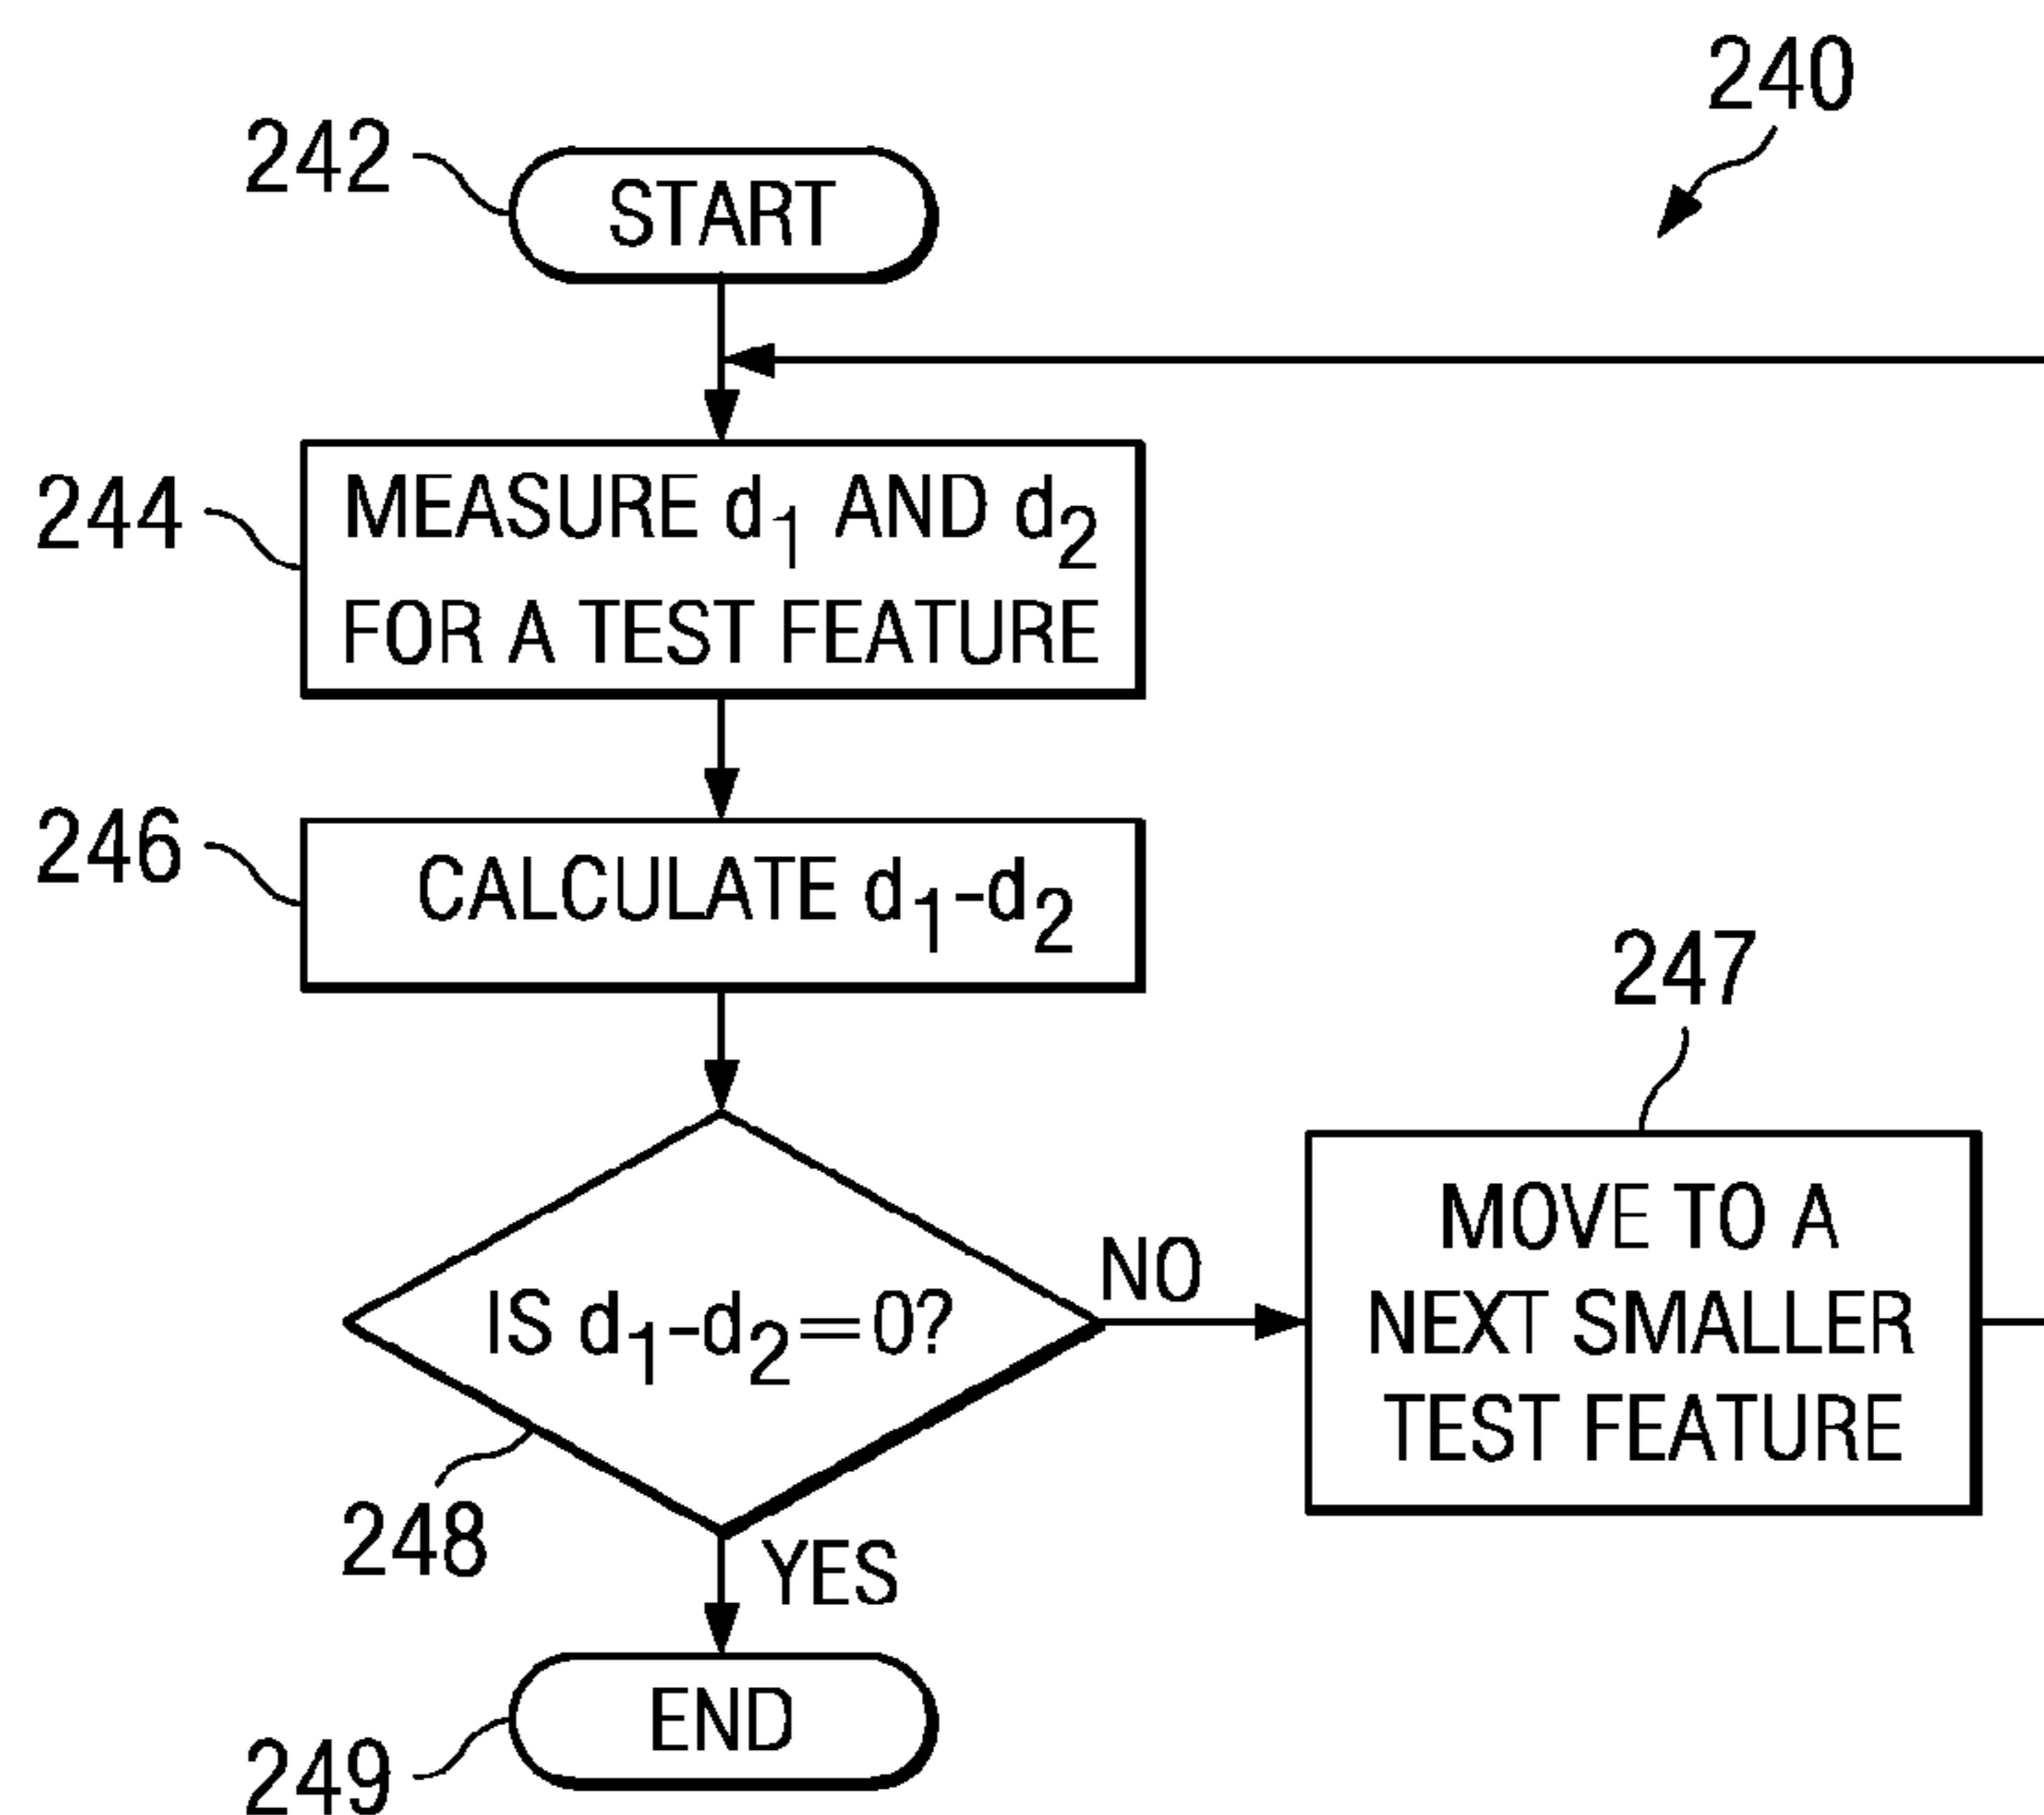 240
242
START
244
MEASURE d1 AND d2
FOR A TEST FEATURE
246
CALCULATE d1-d2
247
MOVE TO A
NEXT SMALLER
TEST FEATURE
NO
IS d1-d2=0?
248
YES
END
249